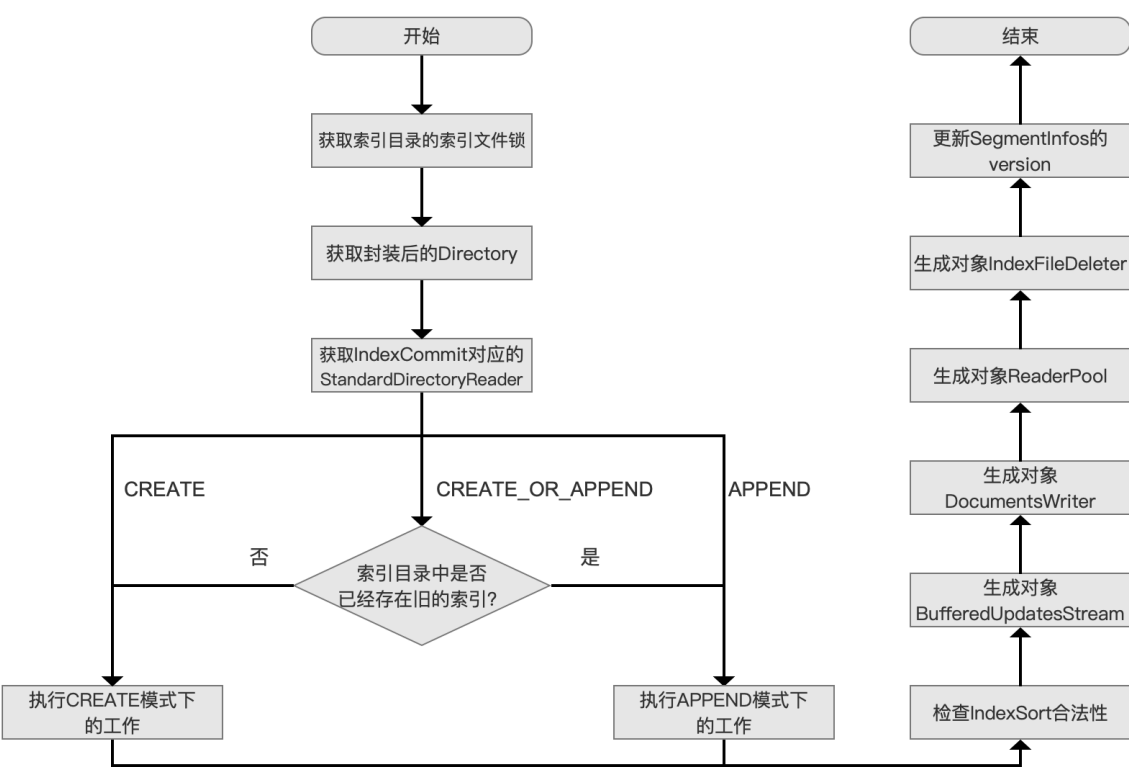 开始
获取索引目录的索引文件锁
获取封装后的Directory
获取IndexCommit对应的
StandardDirectoryReader
CREATE
CREATE_OR_APPEND
APPEND
否
是
索引目录中是否
已经存在旧的索引?
执行CREATE模式下
的工作
执行APPEND模式下
的工作
检查IndexSort合法性
生成对象
BufferedUpdatesStream
生成对象
DocumentsWriter
生成对象ReaderPool
生成对象IndexFileDeleter
更新SegmentInfos的
version
结束